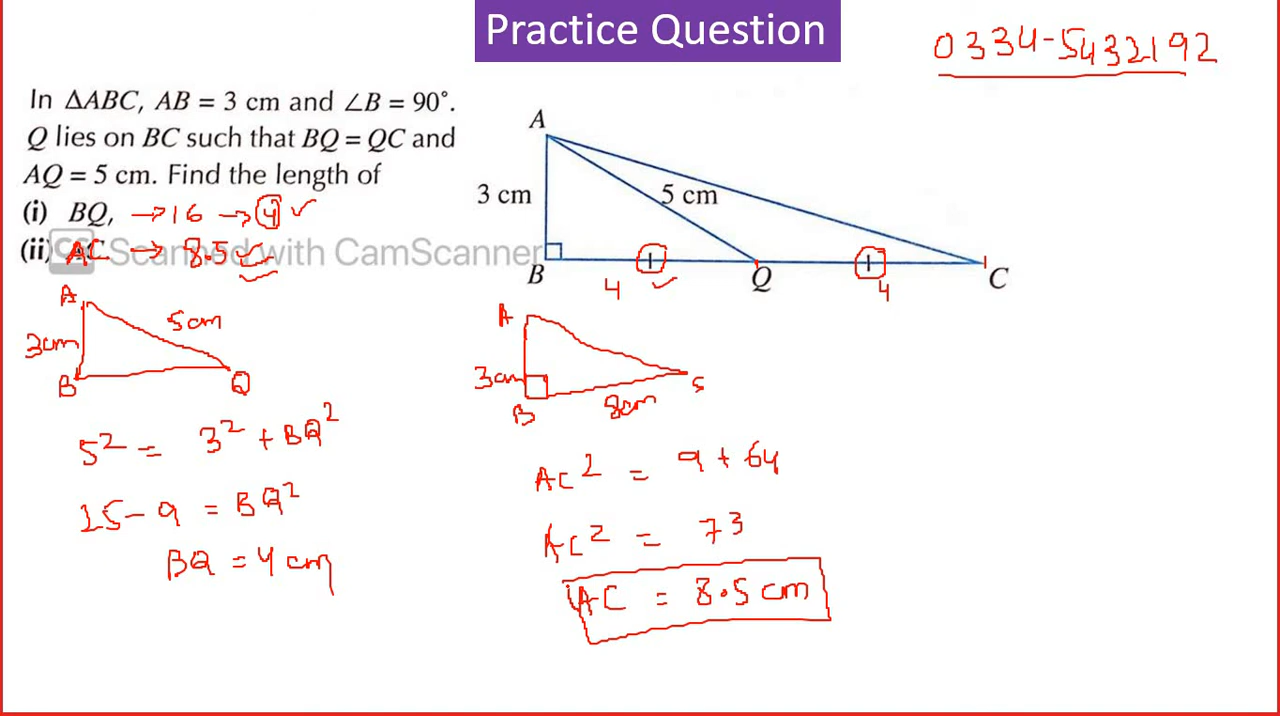 Practice Question
0334-5432192
In ΔABC, AB = 3 cm and ∠B = 90°.
Q lies on BC such that BQ = QC and
AQ = 5 cm. Find the length of
(i) BQ, →16 →4 ✓
(ii) AC → 8.5 ✓
CS Scanned with CamScanner
A
3 cm
5 cm
B
Q
C
4 ✓
4
A
3cm
5cm
B
Q
5² = 3² + BQ²
25 - 9 = BQ²
BQ = 4 cm
A
3cm
B
8cm
C
AC² = 9 + 64
AC² = 73
AC = 8.5 cm